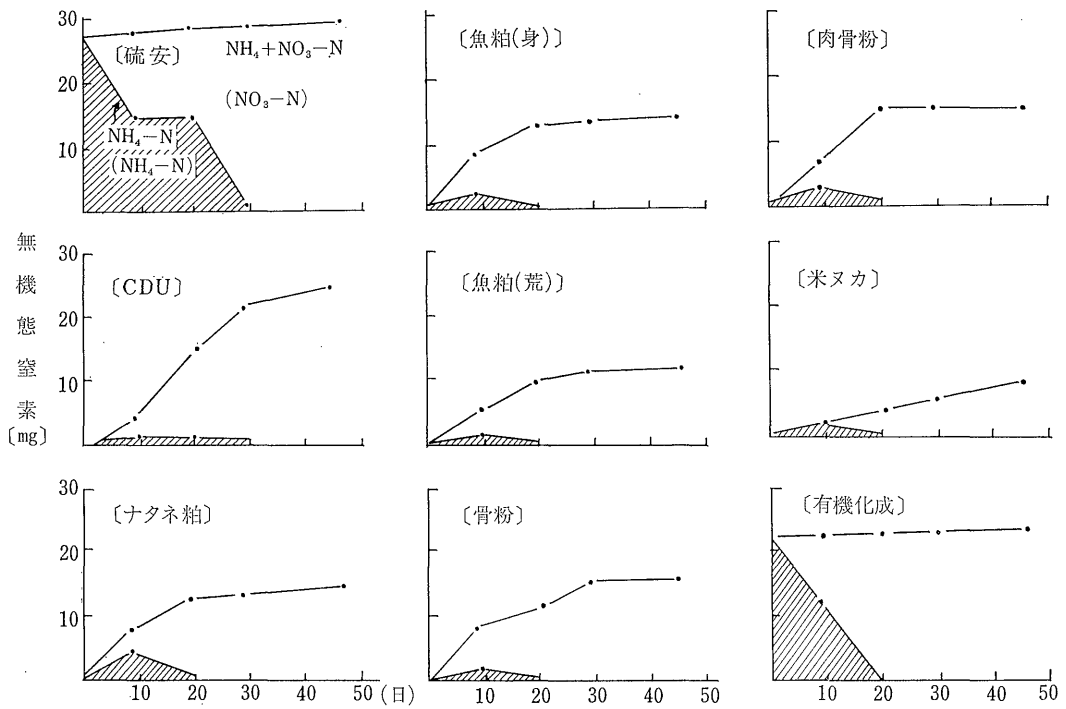 30
20
10
〔硫安〕
NH₄+NO₃−N
(NO₃−N)
NH₄−N
(NH₄−N)
〔魚粕(身)〕
〔肉骨粉〕
無機態窒素
〔mg〕
30
20
10
〔CDU〕
〔魚粕(荒)〕
〔米ヌカ〕
30
20
10
〔ナタネ粕〕
〔骨粉〕
〔有機化成〕
10 20 30 40 50 (日)
10 20 30 40 50
10 20 30 40 50